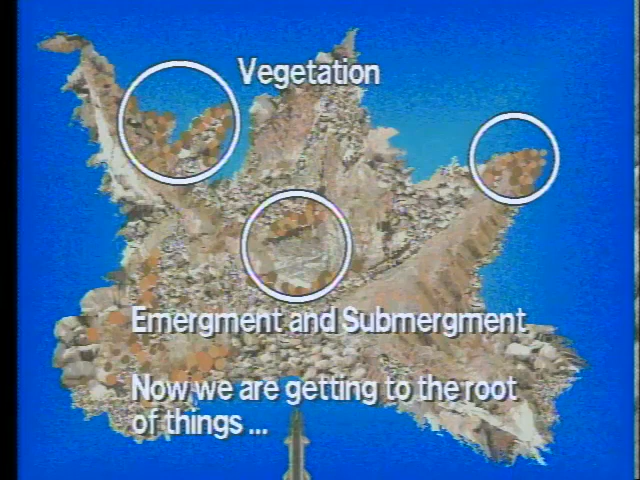 Vegetation
Emergment and Submergment
Now we are getting to the root
of things ...